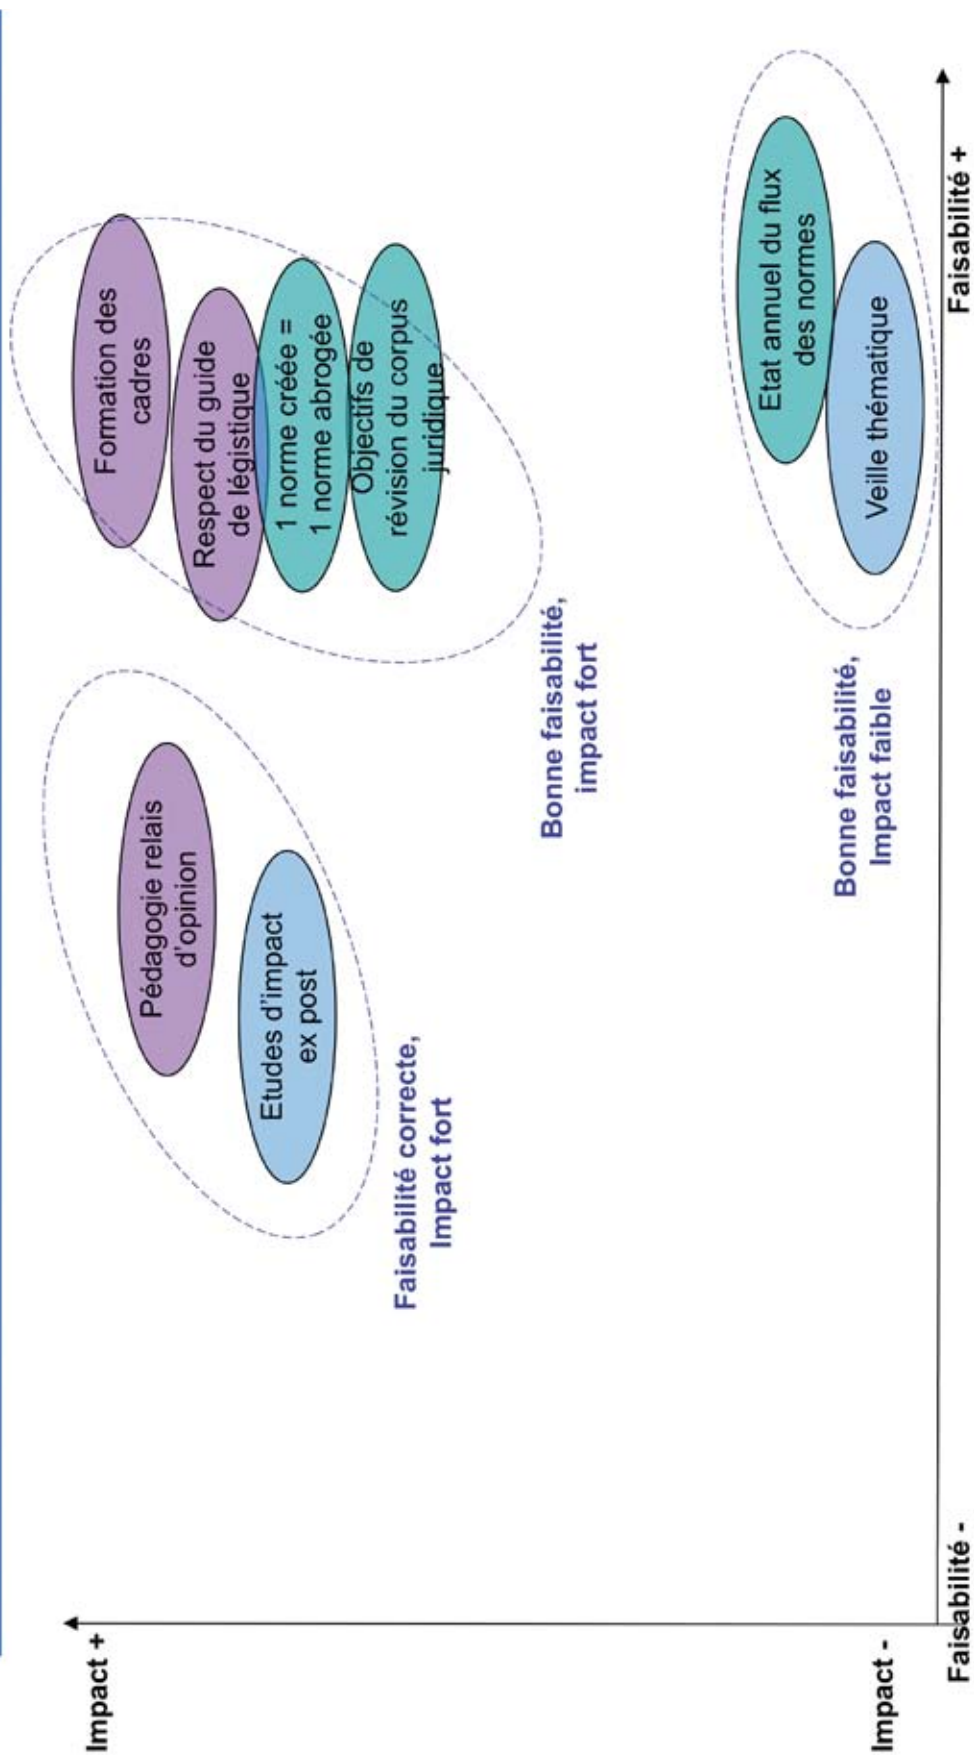 Impact +
Formation des
cadres
Pédagogie relais
d'opinion
Respect du guide
de légistique
Etudes d'impact
ex post
1 norme créée =
1 norme abrogée
Objectifs de
révision du corpus
juridique
Faisabilité correcte,
Impact fort
Bonne faisabilité,
impact fort
Etat annuel du flux
des normes
Veille thématique
Bonne faisabilité,
Impact faible
Impact -
Faisabilité -
Faisabilité +